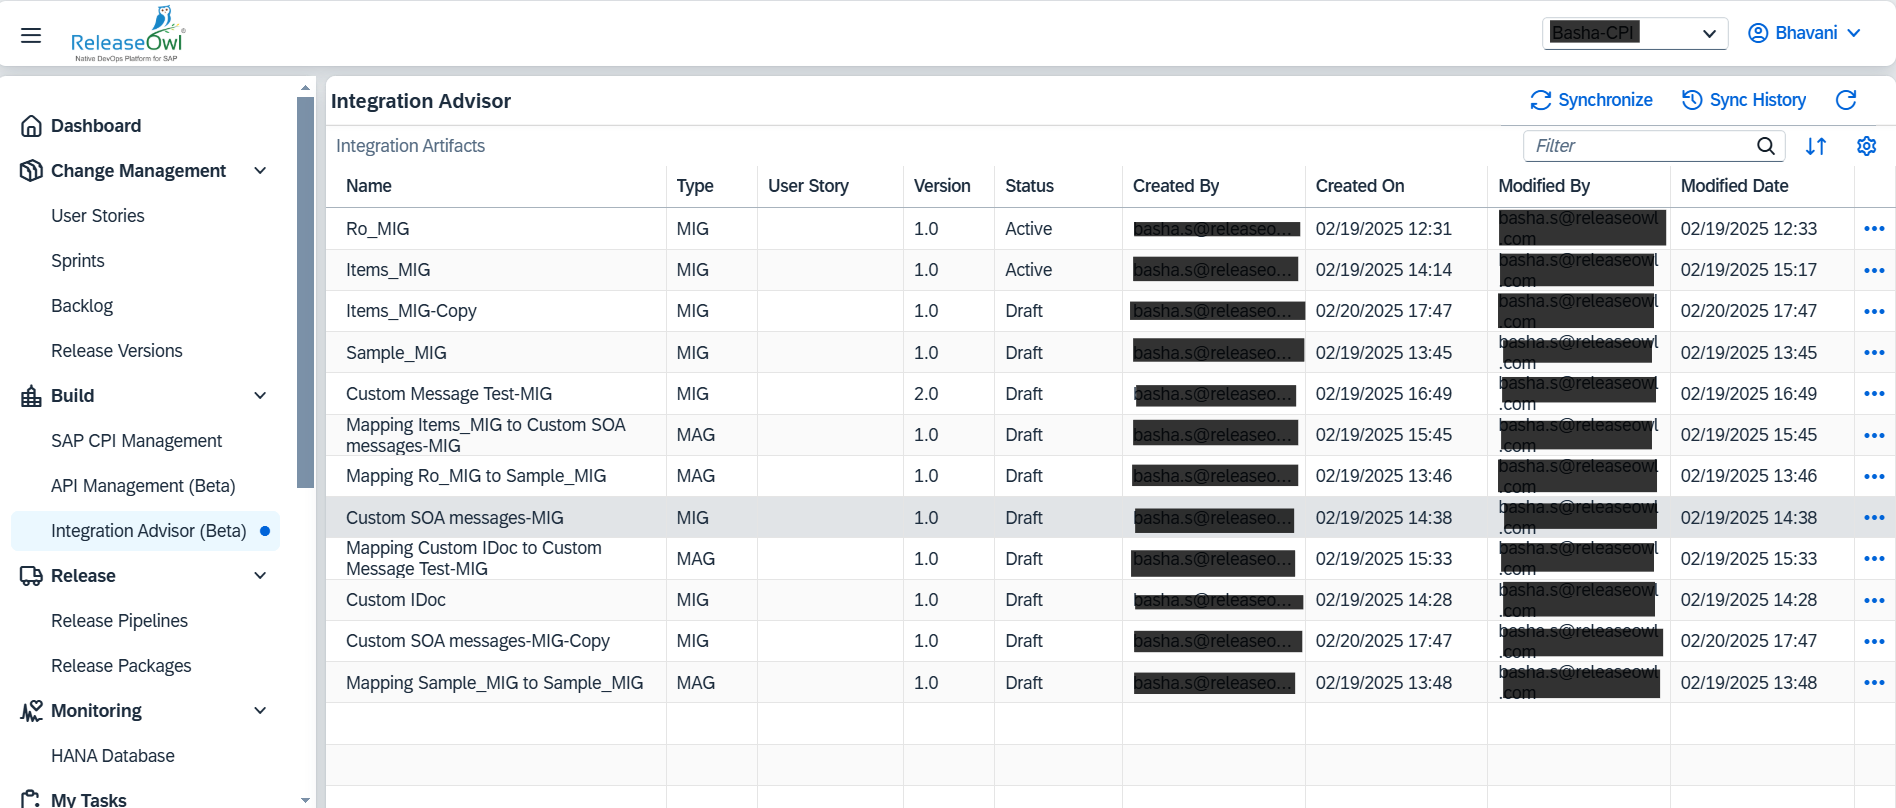 ReleaseOwl
Native DevOps Platform for SAP
Basha-CPI
Bhavani
Dashboard
Change Management
User Stories
Sprints
Backlog
Release Versions
Build
SAP CPI Management
API Management (Beta)
Integration Advisor (Beta)
Release
Release Pipelines
Release Packages
Monitoring
HANA Database
My Tasks
Integration Advisor
Synchronize Sync History
Integration Artifacts
Filter
Name Type User Story Version Status Created By Created On Modified By Modified Date
Ro_MIG MIG 1.0 Active basha.s@releaseo... 02/19/2025 12:31 basha.s@releaseowl 02/19/2025 12:33
.com
Items_MIG MIG 1.0 Active basha.s@releaseo... 02/19/2025 14:14 basha.s@releaseowl 02/19/2025 15:17
.com
Items_MIG-Copy MIG 1.0 Draft basha.s@releaseo... 02/20/2025 17:47 basha.s@releaseowl 02/20/2025 17:47
.com
Sample_MIG MIG 1.0 Draft basha.s@releaseo... 02/19/2025 13:45 basha.s@releaseowl 02/19/2025 13:45
.com
Custom Message Test-MIG MIG 2.0 Draft basha.s@releaseo... 02/19/2025 16:49 basha.s@releaseowl 02/19/2025 16:49
.com
Mapping Items_MIG to Custom SOA MAG 1.0 Draft basha.s@releaseo... 02/19/2025 15:45 basha.s@releaseowl 02/19/2025 15:45
messages-MIG .com
Mapping Ro_MIG to Sample_MIG MAG 1.0 Draft basha.s@releaseo... 02/19/2025 13:46 basha.s@releaseowl 02/19/2025 13:46
.com
Custom SOA messages-MIG MIG 1.0 Draft basha.s@releaseo... 02/19/2025 14:38 basha.s@releaseowl 02/19/2025 14:38
.com
Mapping Custom IDoc to Custom MAG 1.0 Draft basha.s@releaseo... 02/19/2025 15:33 basha.s@releaseowl 02/19/2025 15:33
Message Test-MIG .com
Custom IDoc MIG 1.0 Draft basha.s@releaseo... 02/19/2025 14:28 basha.s@releaseowl 02/19/2025 14:28
.com
Custom SOA messages-MIG-Copy MIG 1.0 Draft basha.s@releaseo... 02/20/2025 17:47 basha.s@releaseowl 02/20/2025 17:47
.com
Mapping Sample_MIG to Sample_MIG MAG 1.0 Draft basha.s@releaseo... 02/19/2025 13:48 basha.s@releaseowl 02/19/2025 13:48
.com